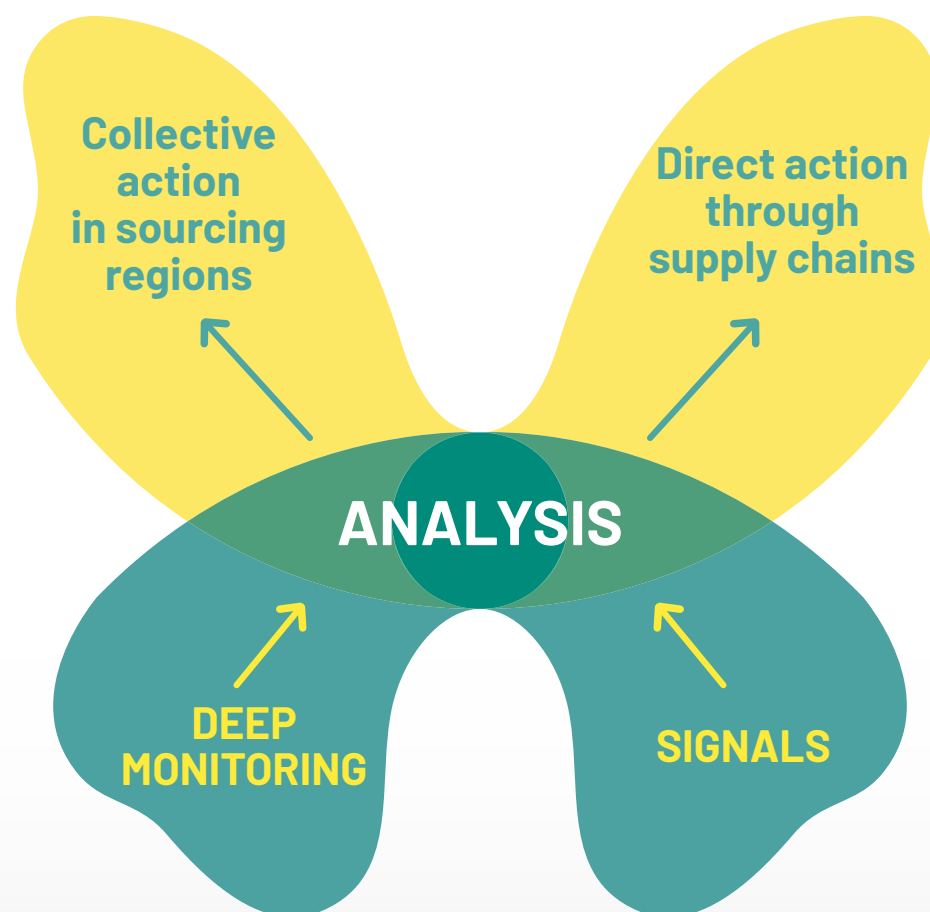 Collective
action
in sourcing
regions
Direct action
through
supply chains
ANALYSIS
DEEP
MONITORING
SIGNALS